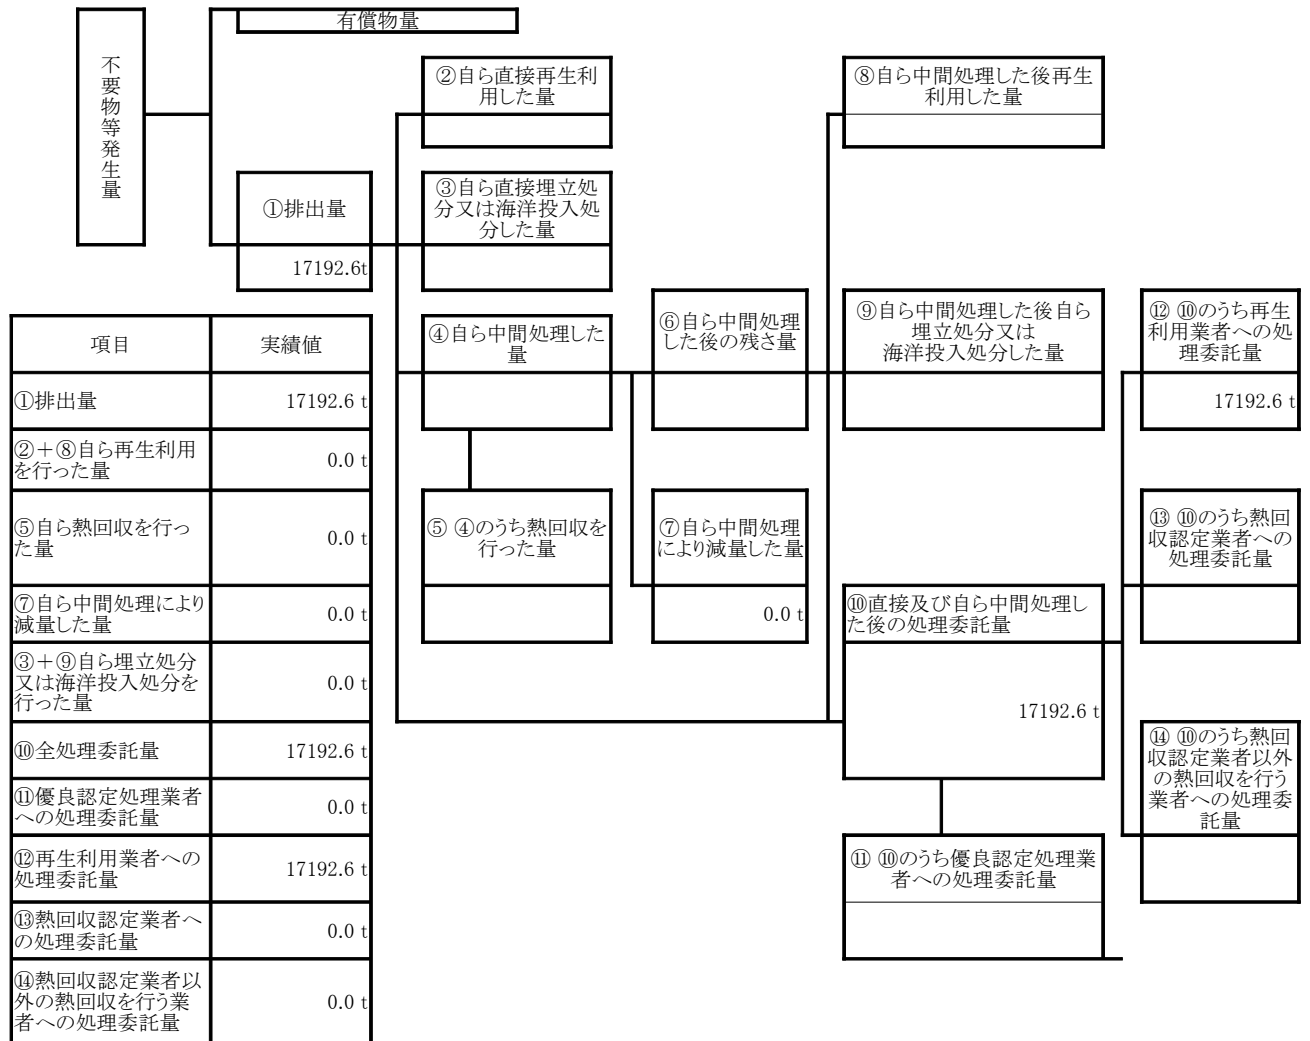 有償物量
不要物等発生量
②自ら直接再生利
用した量
⑧自ら中間処理した後再生
利用した量
①排出量
17192.6t
③自ら直接埋立処
分又は海洋投入処
分した量
④自ら中間処理した
量
⑥自ら中間処理
した後の残さ量
⑨自ら中間処理した後自ら
埋立処分又は
海洋投入処分した量
⑫ ⑩のうち再生
利用業者への処
理委託量
17192.6 t
⑤ ④のうち熱回収を
行った量
⑦自ら中間処理
により減量した量
0.0 t
⑬ ⑩のうち熱回
収認定業者への
処理委託量
⑩直接及び自ら中間処理し
た後の処理委託量
17192.6 t
⑭ ⑩のうち熱回
収認定業者以外
の熱回収を行う
業者への処理委
託量
⑪ ⑩のうち優良認定処理業
者への処理委託量
項目 実績値
①排出量 17192.6 t
②＋⑧自ら再生利用
を行った量 0.0 t
⑤自ら熱回収を行っ
た量 0.0 t
⑦自ら中間処理により
減量した量 0.0 t
③＋⑨自ら埋立処分
又は海洋投入処分を
行った量 0.0 t
⑩全処理委託量 17192.6 t
⑪優良認定処理業者
への処理委託量 0.0 t
⑫再生利用業者への
処理委託量 17192.6 t
⑬熱回収認定業者へ
の処理委託量 0.0 t
⑭熱回収認定業者以
外の熱回収を行う業
者への処理委託量 0.0 t